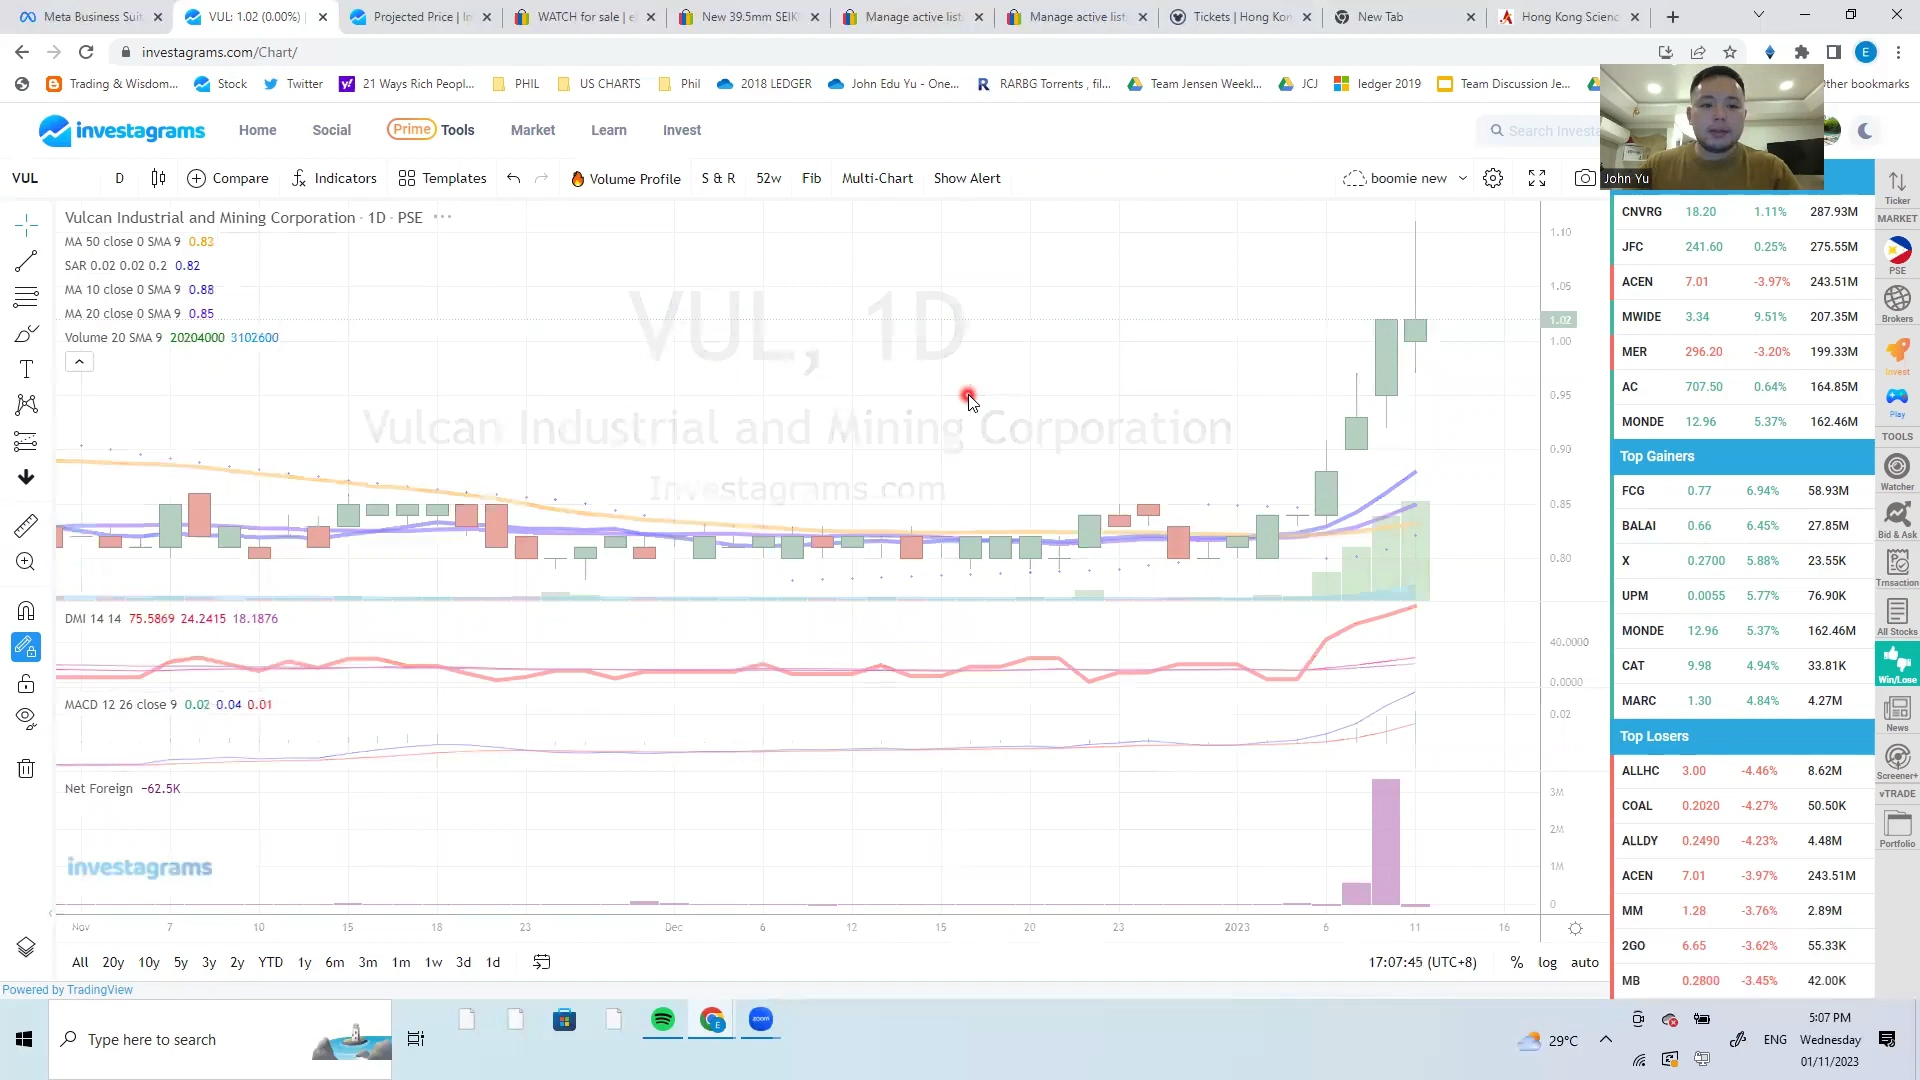 Meta Business Suit
VUL: 1.02 (0.00%)
Projected Price | In
WATCH for sale | e
New 39.5mm SEIK
Manage active list
Manage active list
Tickets | Hong Kon
New Tab
Hong Kong Scienc
investagrams.com/Chart/
E
Trading & Wisdom...
Stock
Twitter
21 Ways Rich Peopl...
PHIL
US CHARTS
Phil
2018 LEDGER
John Edu Yu - One...
RARBG Torrents , fil...
Team Jensen Weekl...
JCJ
ledger 2019
Team Discussion Je...
Other bookmarks
investagrams
Home
Social
Prime Tools
Market
Learn
Invest
Search Investa
John Yu
VUL
D
Compare
Indicators
Templates
Volume Profile
S & R
52w
Fib
Multi-Chart
Show Alert
boomie new
Vulcan Industrial and Mining Corporation · 1D · PSE
MA 50 close 0 SMA 9 0.83
SAR 0.02 0.02 0.2 0.82
MA 10 close 0 SMA 9 0.88
MA 20 close 0 SMA 9 0.85
Volume 20 SMA 9 20204000 3102600
VUL, 1D
Vulcan Industrial and Mining Corporation
Investagrams.com
1.10
1.05
1.02
1.00
0.95
0.90
0.85
0.80
DMI 14 14 75.5869 24.2415 18.1876
40.0000
0.0000
MACD 12 26 close 9 0.02 0.04 0.01
0.02
Net Foreign −62.5K
3M
2M
1M
0
investagrams
Nov 7 10 15 18 23 Dec 6 12 15 20 23 2023 6 11 16
All 20y 10y 5y 3y 2y YTD 1y 6m 3m 1m 1w 3d 1d
17:07:45 (UTC+8) % log auto
Powered by TradingView
CNVRG 18.20 1.11% 287.93M
JFC 241.60 0.25% 275.55M
ACEN 7.01 -3.97% 243.51M
MWIDE 3.34 9.51% 207.35M
MER 296.20 -3.20% 199.33M
AC 707.50 0.64% 164.85M
MONDE 12.96 5.37% 162.46M
Top Gainers
FCG 0.77 6.94% 58.93M
BALAI 0.66 6.45% 27.85M
X 0.2700 5.88% 23.55K
UPM 0.0055 5.77% 76.90K
MONDE 12.96 5.37% 162.46M
CAT 9.98 4.94% 33.81K
MARC 1.30 4.84% 4.27M
Top Losers
ALLHC 3.00 -4.46% 8.62M
COAL 0.2020 -4.27% 50.50K
ALLDY 0.2490 -4.23% 4.48M
ACEN 7.01 -3.97% 243.51M
MM 1.28 -3.76% 2.89M
2GO 6.65 -3.62% 55.33K
MB 0.2800 -3.45% 42.00K
Ticker
MARKET
PSE
Brokers
Invest
Play
TOOLS
Watcher
Bid & Ask
Trnsaction
All Stocks
Win/Lose
News
Screener+
vTRADE
Portfolio
Type here to search
zoom
29°C
ENG
5:07 PM
Wednesday
01/11/2023